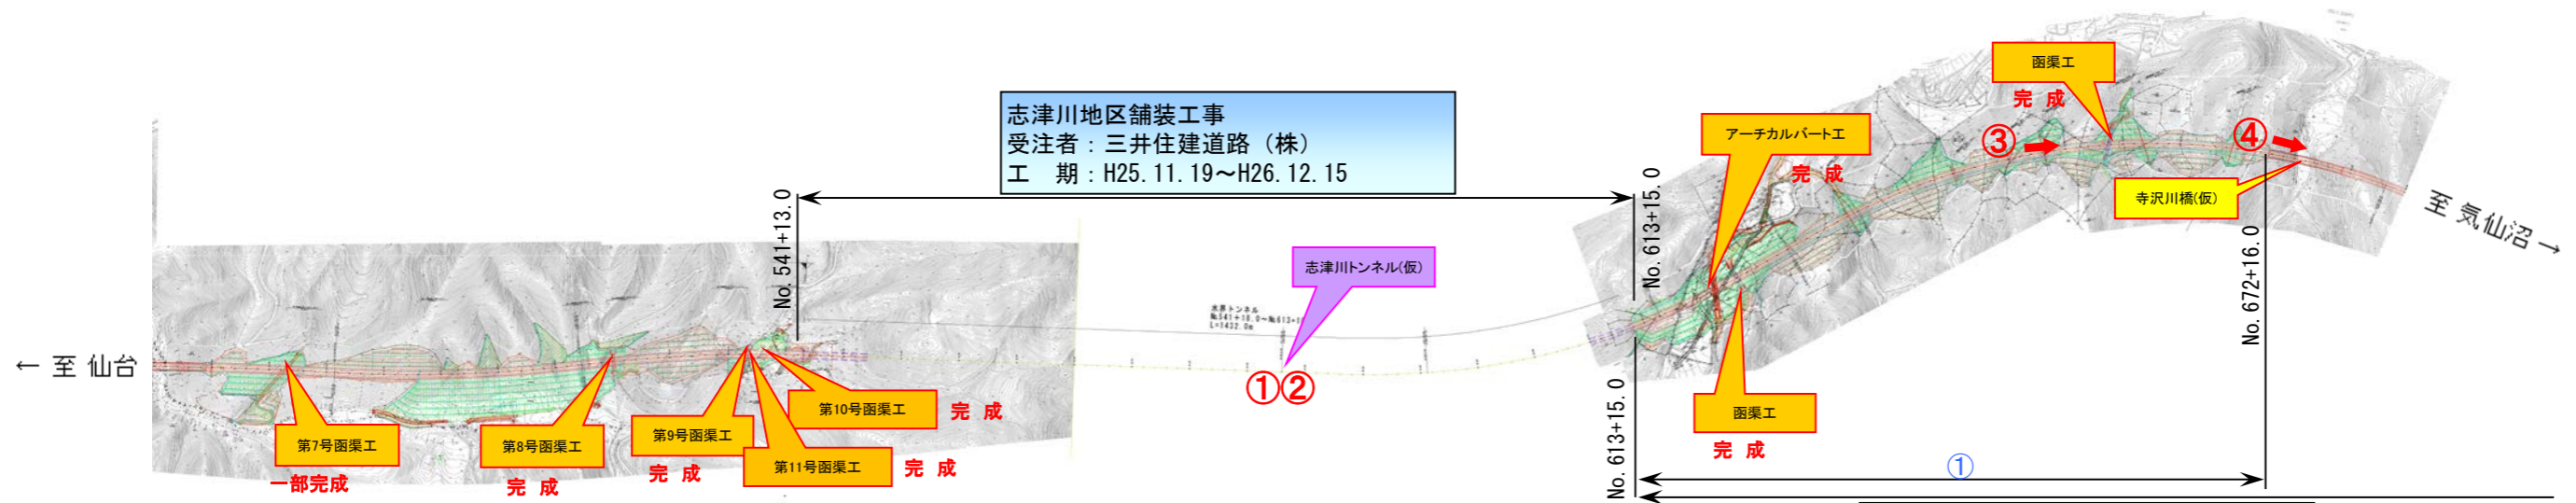 志津川地区舗装工事
受注者：三井住建道路（株）
工　期：H25.11.19～H26.12.15
函渠工
完 成
アーチカルバート工
完 成
③
④
寺沢川橋(仮)
至 気仙沼 →
No. 541+13.0
No. 613+15.0
No. 672+16.0
志津川トンネル(仮)
L=1432.0m
①②
← 至 仙台
第7号函渠工
一部完成
第8号函渠工
完 成
第9号函渠工
完 成
第10号函渠工
完 成
第11号函渠工
完 成
函渠工
完 成
No. 613+15.0
①